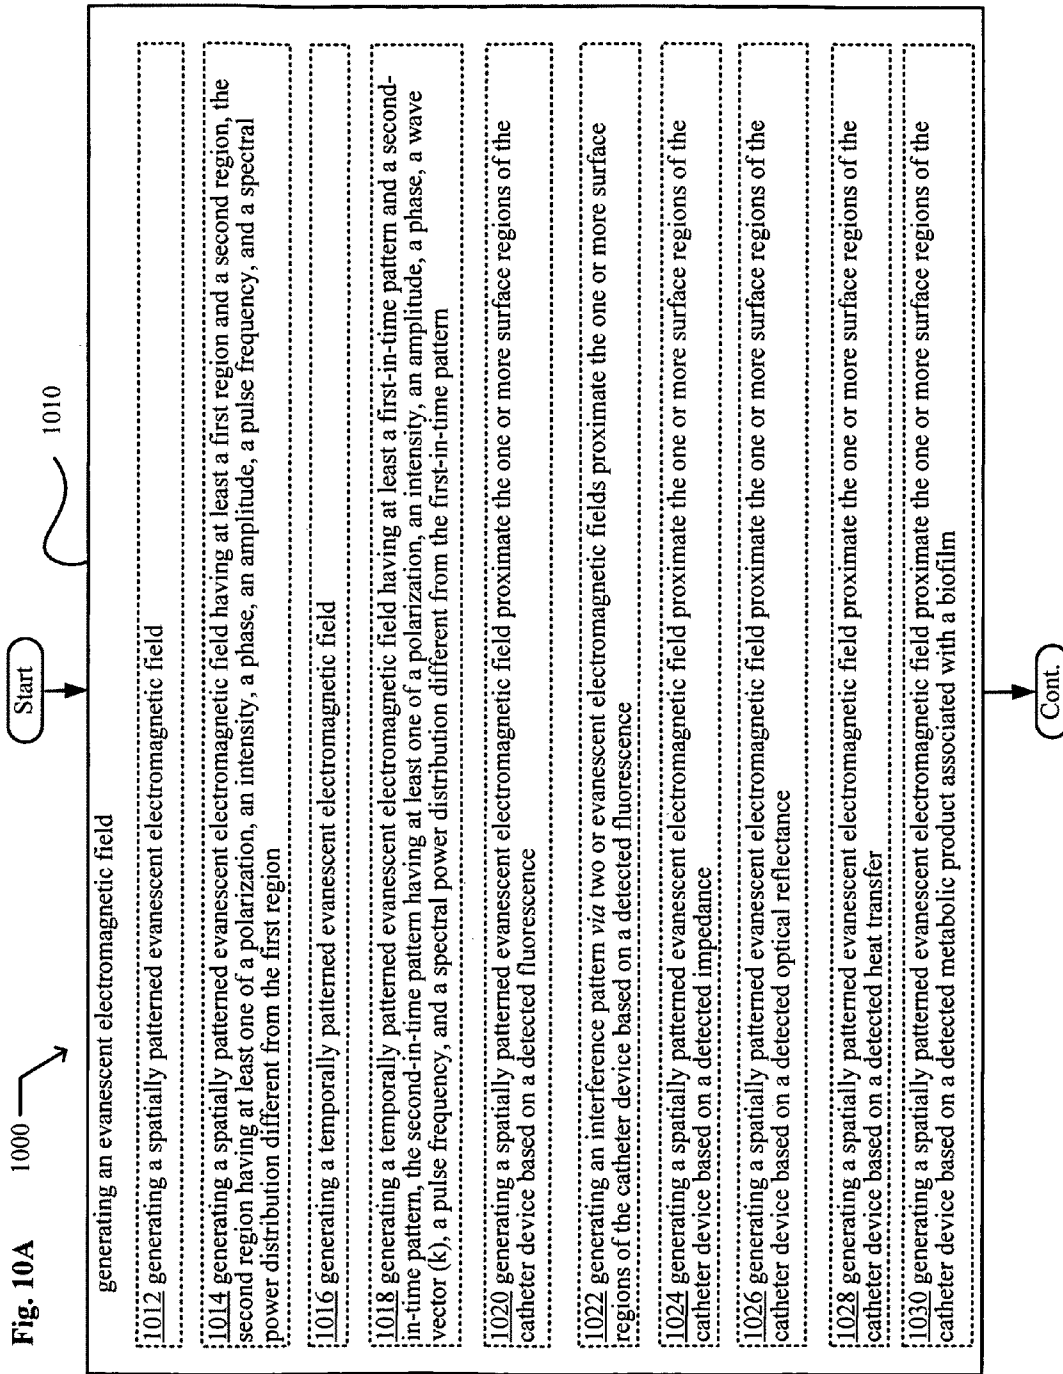 Fig. 10A
1000
Start
1010
generating an evanescent electromagnetic field
1012 generating a spatially patterned evanescent electromagnetic field
1014 generating a spatially patterned evanescent electromagnetic field having at least a first region and a second region, the
second region having at least one of a polarization, an intensity, a phase, an amplitude, a pulse frequency, and a spectral
power distribution different from the first region
1016 generating a temporally patterned evanescent electromagnetic field
1018 generating a temporally patterned evanescent electromagnetic field having at least a first-in-time pattern and a second-
in-time pattern, the second-in-time pattern having at least one of a polarization, an intensity, an amplitude, a phase, a wave
vector (k), a pulse frequency, and a spectral power distribution different from the first-in-time pattern
1020 generating a spatially patterned evanescent electromagnetic field proximate the one or more surface regions of the
catheter device based on a detected fluorescence
1022 generating an interference pattern via two or evanescent electromagnetic fields proximate the one or more surface
regions of the catheter device based on a detected fluorescence
1024 generating a spatially patterned evanescent electromagnetic field proximate the one or more surface regions of the
catheter device based on a detected impedance
1026 generating a spatially patterned evanescent electromagnetic field proximate the one or more surface regions of the
catheter device based on a detected optical reflectance
1028 generating a spatially patterned evanescent electromagnetic field proximate the one or more surface regions of the
catheter device based on a detected heat transfer
1030 generating a spatially patterned evanescent electromagnetic field proximate the one or more surface regions of the
catheter device based on a detected metabolic product associated with a biofilm
Cont.